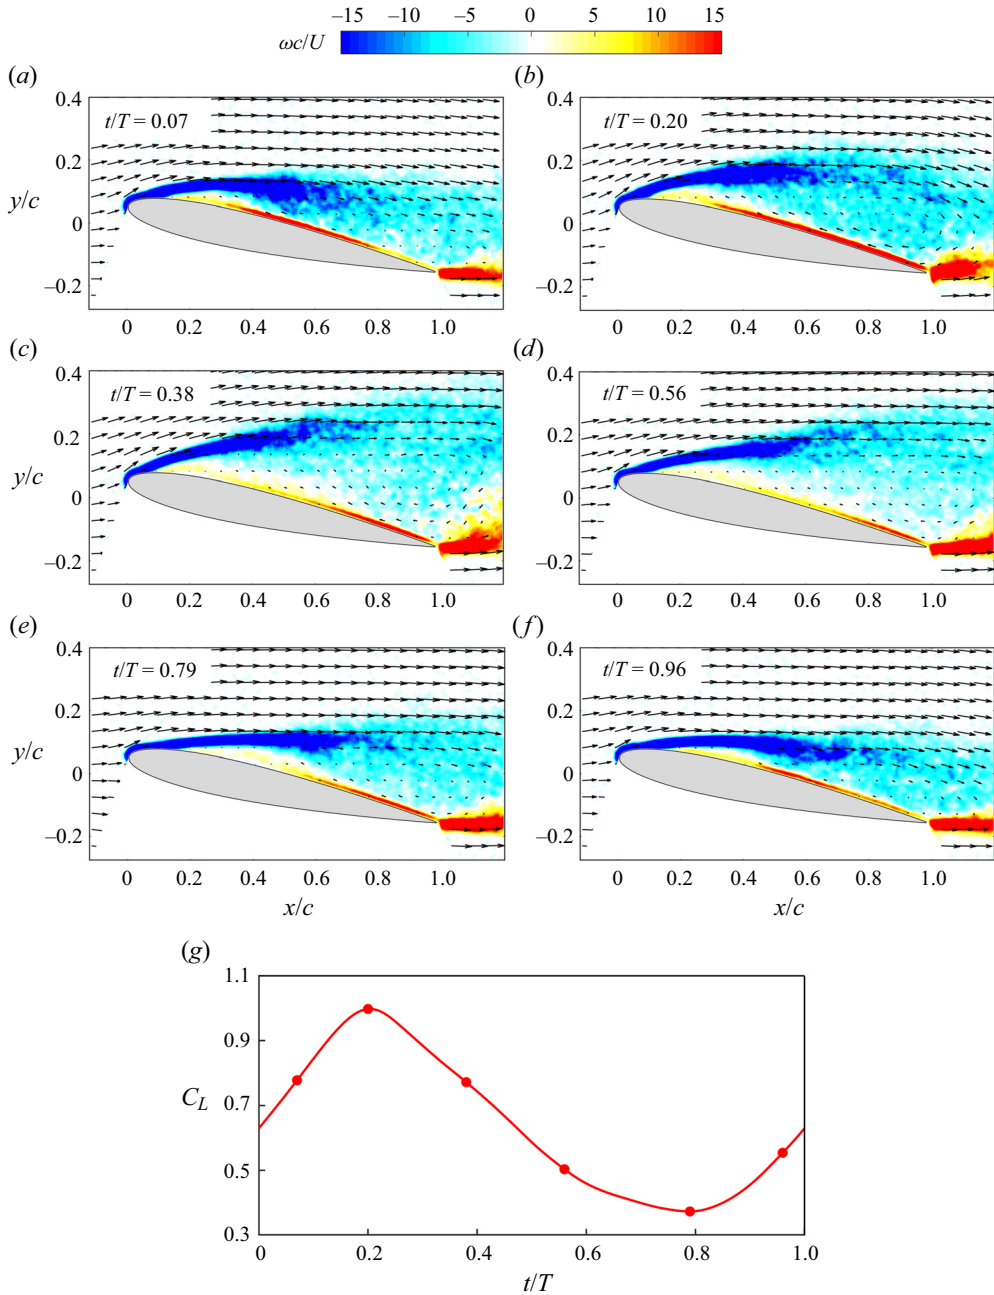 −15 −10 −5 0 5 10 15
ωc/U
(a) (b)
0.4 0.4
t/T = 0.07 t/T = 0.20
0.2 0.2
y/c
0 0
−0.2 −0.2
0 0.2 0.4 0.6 0.8 1.0 0 0.2 0.4 0.6 0.8 1.0
(c) (d)
0.4 0.4
t/T = 0.38 t/T = 0.56
0.2 0.2
y/c
0 0
−0.2 −0.2
0 0.2 0.4 0.6 0.8 1.0 0 0.2 0.4 0.6 0.8 1.0
(e) (f)
0.4 0.4
t/T = 0.79 t/T = 0.96
0.2 0.2
y/c
0 0
−0.2 −0.2
0 0.2 0.4 0.6 0.8 1.0 0 0.2 0.4 0.6 0.8 1.0
x/c x/c
(g)
1.1
0.9
C_L
0.7
0.5
0.3
0 0.2 0.4 0.6 0.8 1.0
t/T